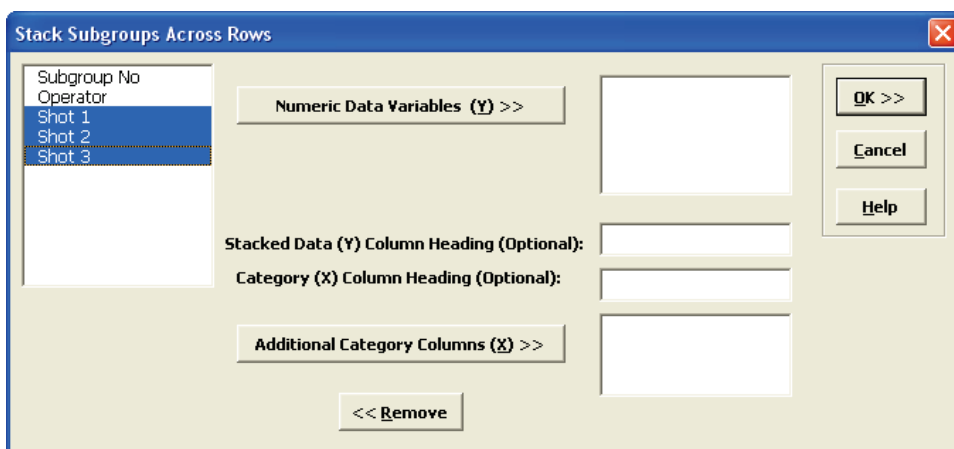 Stack Subgroups Across Rows
Subgroup No
Operator
Shot 1
Shot 2
Shot 3
Numeric Data Variables (Y) >>
Stacked Data (Y) Column Heading (Optional):
Category (X) Column Heading (Optional):
Additional Category Columns (X) >>
<< Remove
OK >>
Cancel
Help